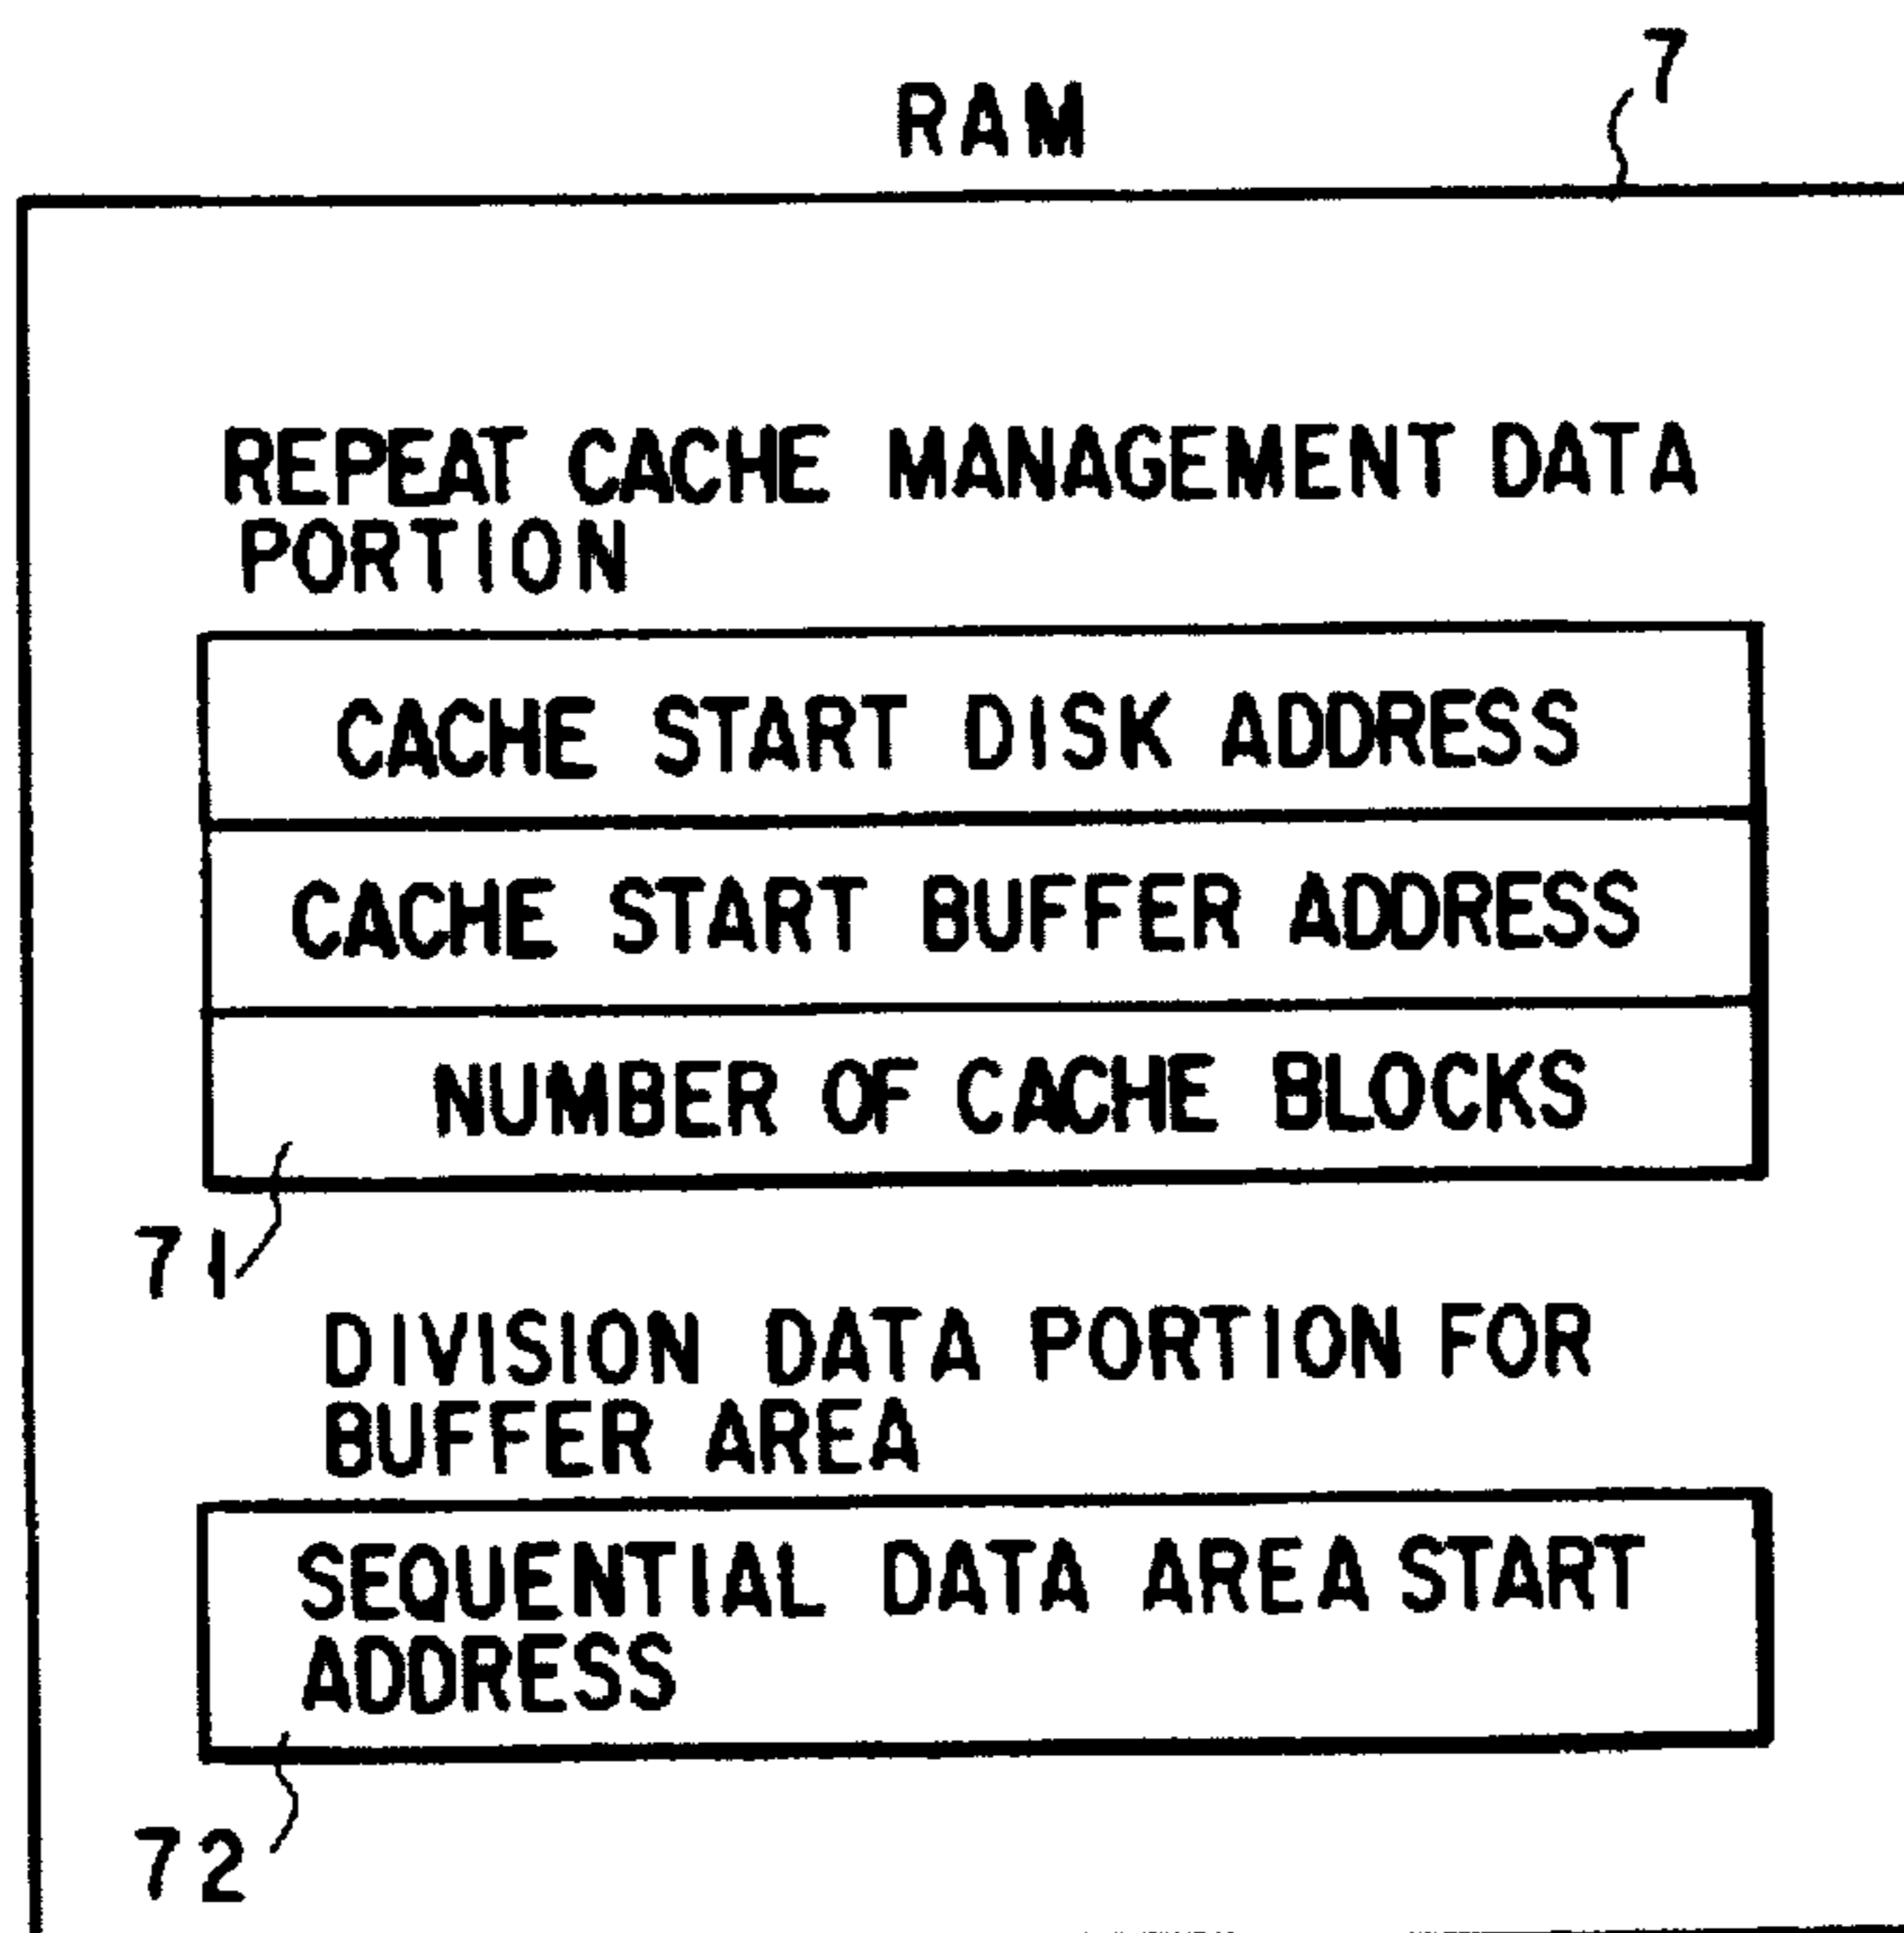 7
RAM
REPEAT CACHE MANAGEMENT DATA
PORTION
CACHE START DISK ADDRESS
CACHE START BUFFER ADDRESS
NUMBER OF CACHE BLOCKS
71
DIVISION DATA PORTION FOR
BUFFER AREA
SEQUENTIAL DATA AREA START
ADDRESS
72